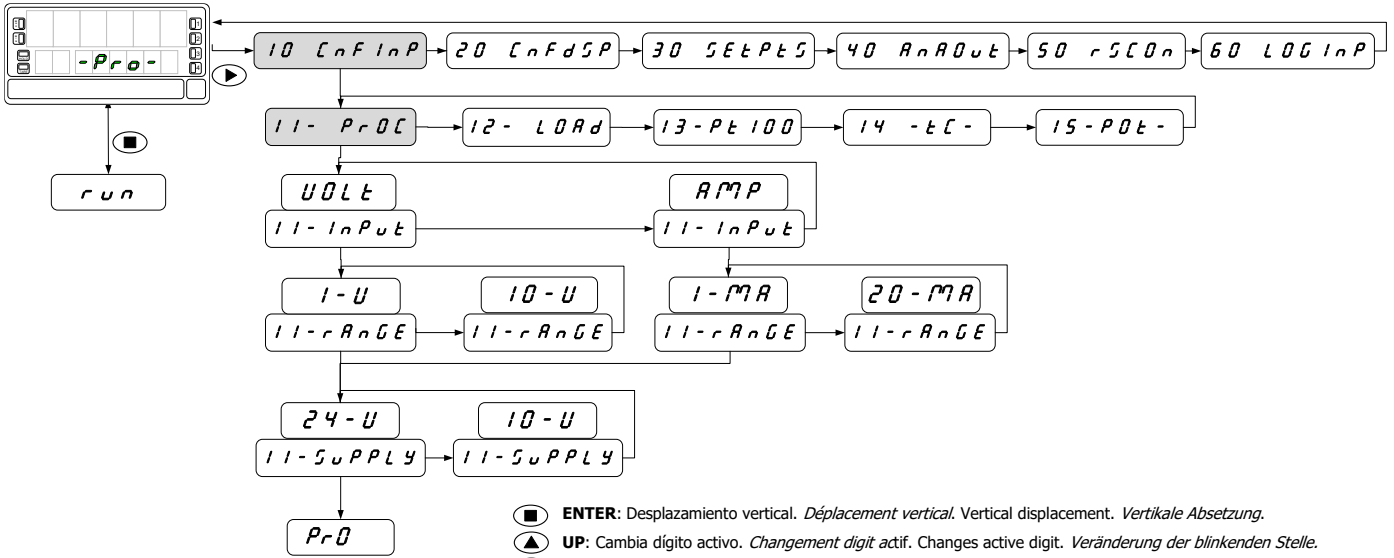 -Pro-
10 CnFInP 20 CnFdSP 30 SEtPtS 40 AnAOut 50 rSCOn 60 LOGInP
11- PrOC 12- LOAd 13-Pt100 14 -tC- 15-POt-
run
VOLt AMP
11-InPut 11-InPut
1-U 10-U 1-MA 20-MA
11-rAnGE 11-rAnGE 11-rAnGE 11-rAnGE
24-U 10-U
11-SuPPLY 11-SuPPLY
PrO
ENTER: Desplazamiento vertical. Déplacement vertical. Vertical displacement. Vertikale Absetzung.
UP: Cambia dígito activo. Changement digit actif. Changes active digit. Veränderung der blinkenden Stelle.